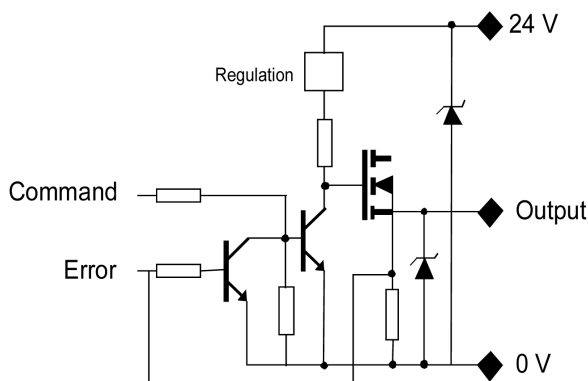 24 V
Regulation
Command
Output
Error
0 V